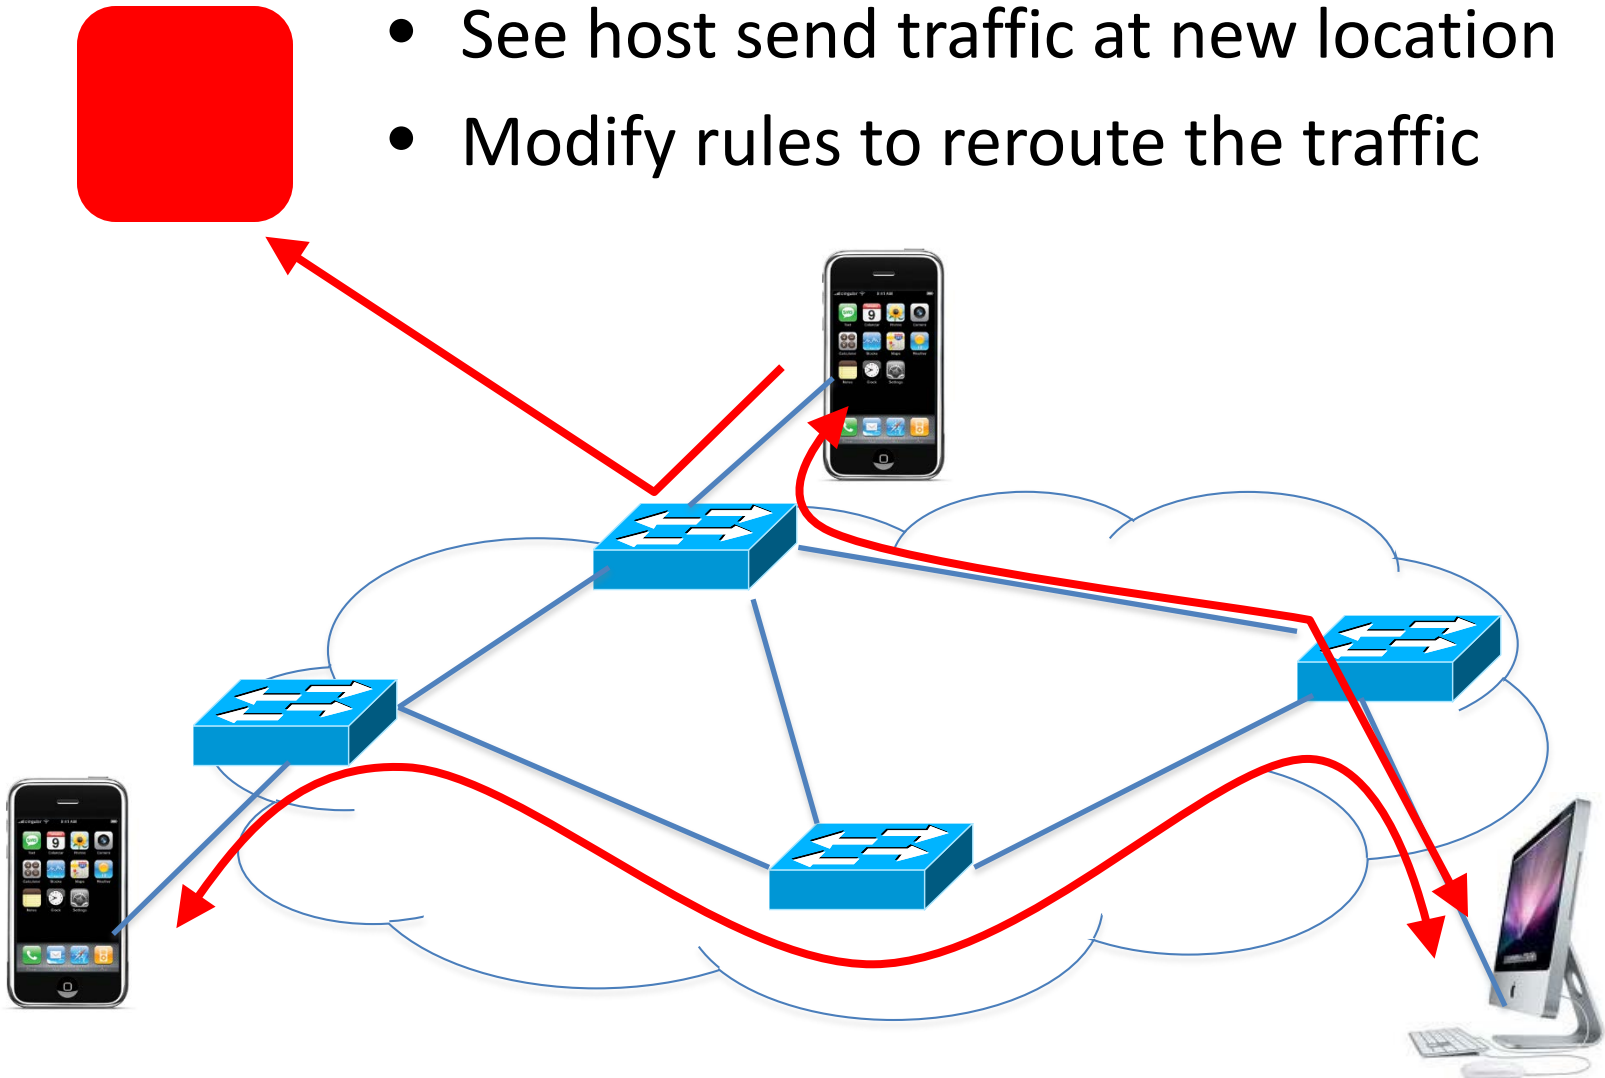 • See host send traffic at new location
• Modify rules to reroute the traffic